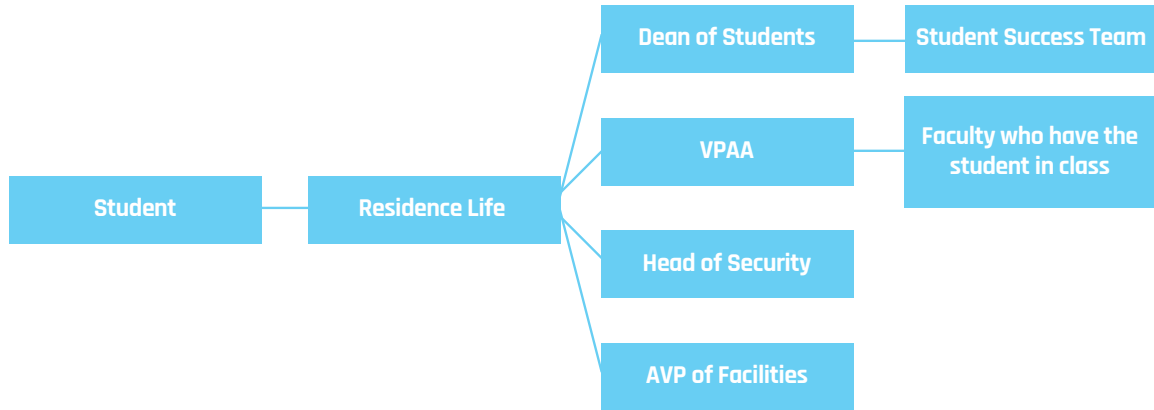 Student
Residence Life
Dean of Students
Student Success Team
VPAA
Faculty who have the
student in class
Head of Security
AVP of Facilities